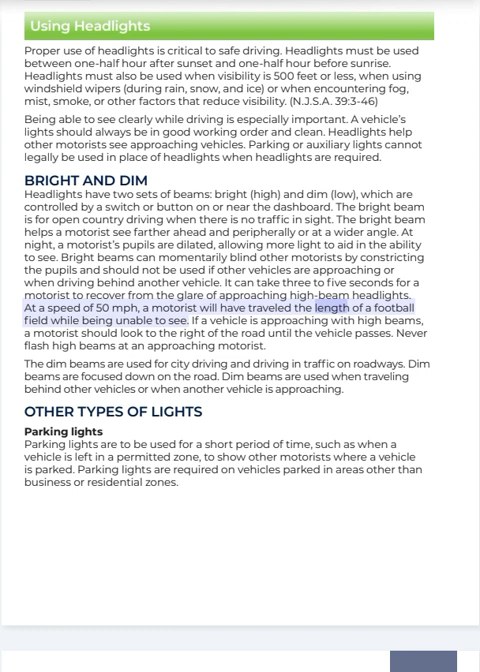 Using Headlights
Proper use of headlights is critical to safe driving. Headlights must be used
between one-half hour after sunset and one-half hour before sunrise.
Headlights must also be used when visibility is 500 feet or less, when using
windshield wipers (during rain, snow, and ice) or when encountering fog,
mist, smoke, or other factors that reduce visibility. (N.J.S.A. 39:3-46)
Being able to see clearly while driving is especially important. A vehicle’s
lights should always be in good working order and clean. Headlights help
other motorists see approaching vehicles. Parking or auxiliary lights cannot
legally be used in place of headlights when headlights are required.
BRIGHT AND DIM
Headlights have two sets of beams: bright (high) and dim (low), which are
controlled by a switch or button on or near the dashboard. The bright beam
is for open country driving when there is no traffic in sight. The bright beam
helps a motorist see farther ahead and peripherally or at a wider angle. At
night, a motorist’s pupils are dilated, allowing more light to aid in the ability
to see. Bright beams can momentarily blind other motorists by constricting
the pupils and should not be used if other vehicles are approaching or
when driving behind another vehicle. It can take three to five seconds for a
motorist to recover from the glare of approaching high-beam headlights.
At a speed of 50 mph, a motorist will have traveled the length of a football
field while being unable to see. If a vehicle is approaching with high beams,
a motorist should look to the right of the road until the vehicle passes. Never
flash high beams at an approaching motorist.
The dim beams are used for city driving and driving in traffic on roadways. Dim
beams are focused down on the road. Dim beams are used when traveling
behind other vehicles or when another vehicle is approaching.
OTHER TYPES OF LIGHTS
Parking lights
Parking lights are to be used for a short period of time, such as when a
vehicle is left in a permitted zone, to show other motorists where a vehicle
is parked. Parking lights are required on vehicles parked in areas other than
business or residential zones.